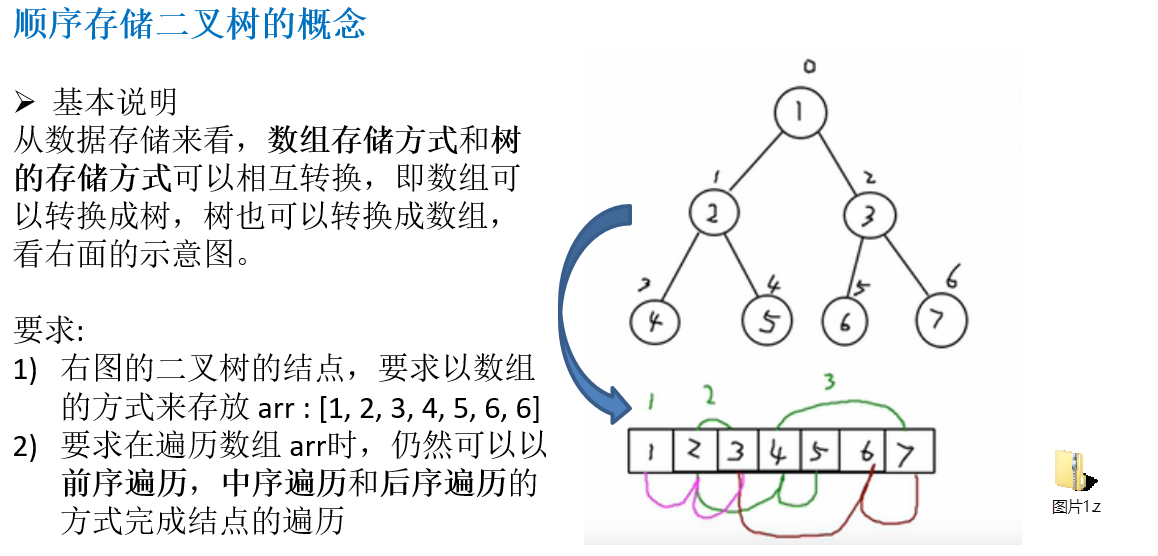 顺序存储二叉树的概念
➢ 基本说明
从数据存储来看，数组存储方式和树
的存储方式可以相互转换，即数组可
以转换成树，树也可以转换成数组，
看右面的示意图。
要求:
1) 右图的二叉树的结点，要求以数组
的方式来存放 arr : [1, 2, 3, 4, 5, 6, 6]
2) 要求在遍历数组 arr时，仍然可以以
前序遍历，中序遍历和后序遍历的
方式完成结点的遍历
0
1
1 2
2 3
3 4 5 6
4 5 6 7
1 2 3
1 2 3 4 5 6 7
图片1.z